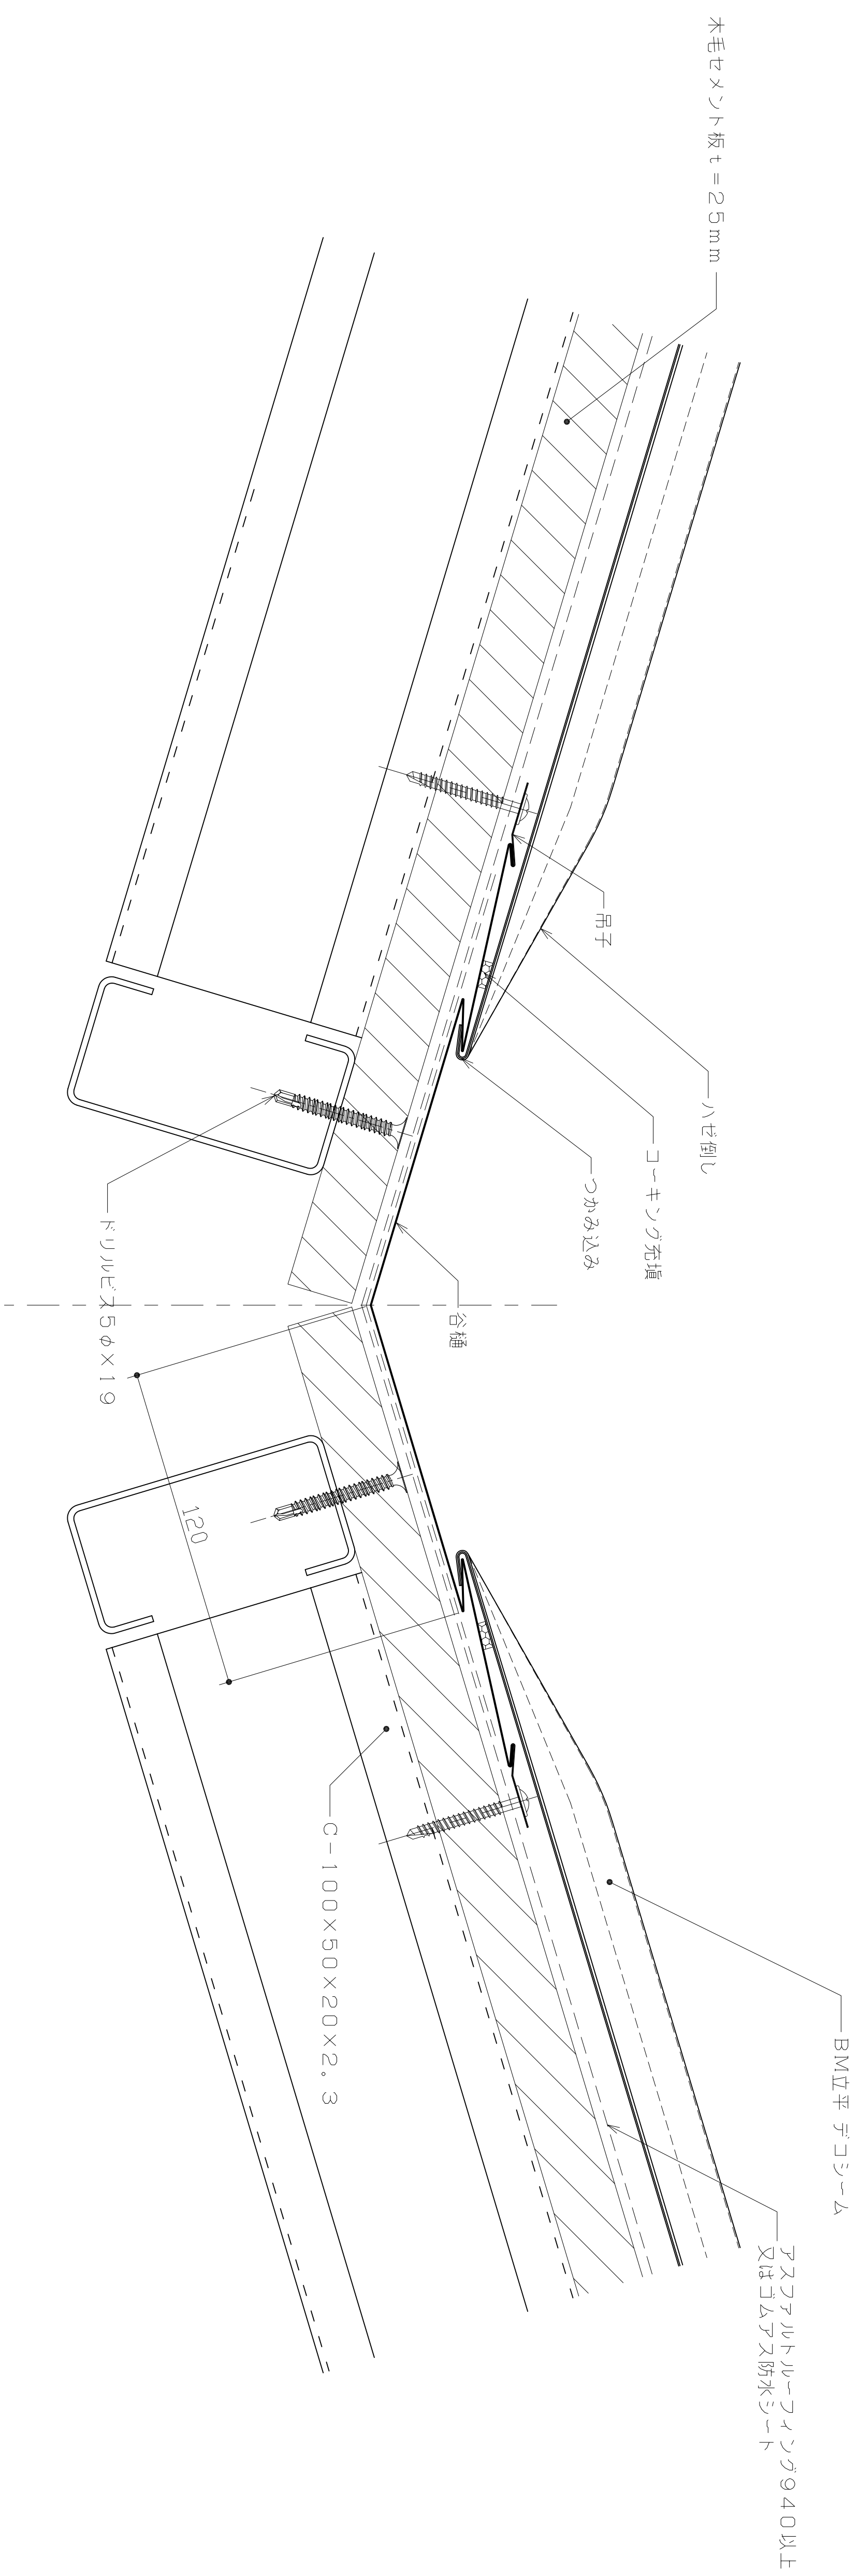 木毛セメント板t=25mm
吊子
ハゼ倒し
コーキング充填
つかみ込み
谷樋
ドリルビス5φ×19
120
C-100×50×20×2.3
BM立平 デコシーム
アスファルトルーフィング940以上
又はゴムアス防水シート